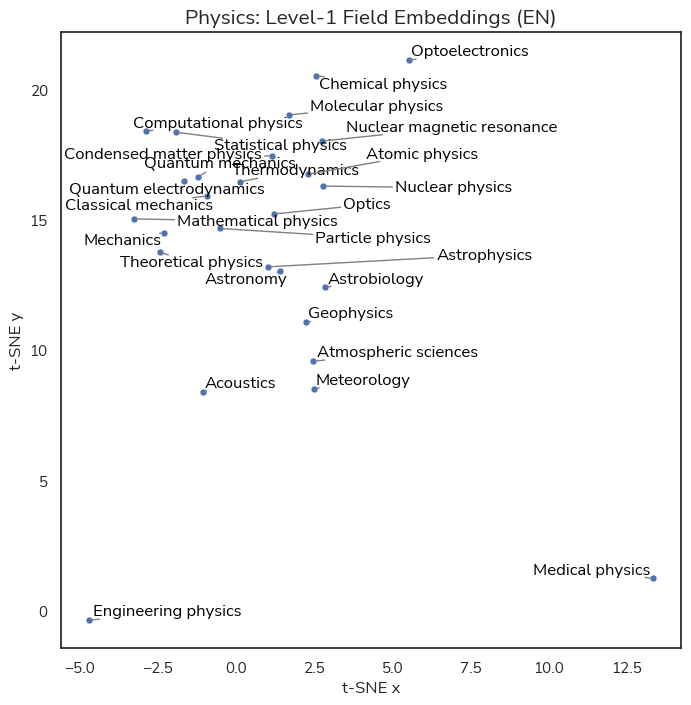 Physics: Level-1 Field Embeddings (EN)
Optoelectronics
Chemical physics
Molecular physics
Computational physics
Nuclear magnetic resonance
Statistical physics
Condensed matter physics
Atomic physics
Quantum mechanics
Thermodynamics
Quantum electrodynamics
Nuclear physics
Classical mechanics
Optics
Mathematical physics
Mechanics
Particle physics
Theoretical physics
Astrophysics
Astronomy
Astrobiology
Geophysics
Atmospheric sciences
Acoustics
Meteorology
Medical physics
Engineering physics
20
15
10
5
0
t-SNE y
−5.0
−2.5
0.0
2.5
5.0
7.5
10.0
12.5
t-SNE x